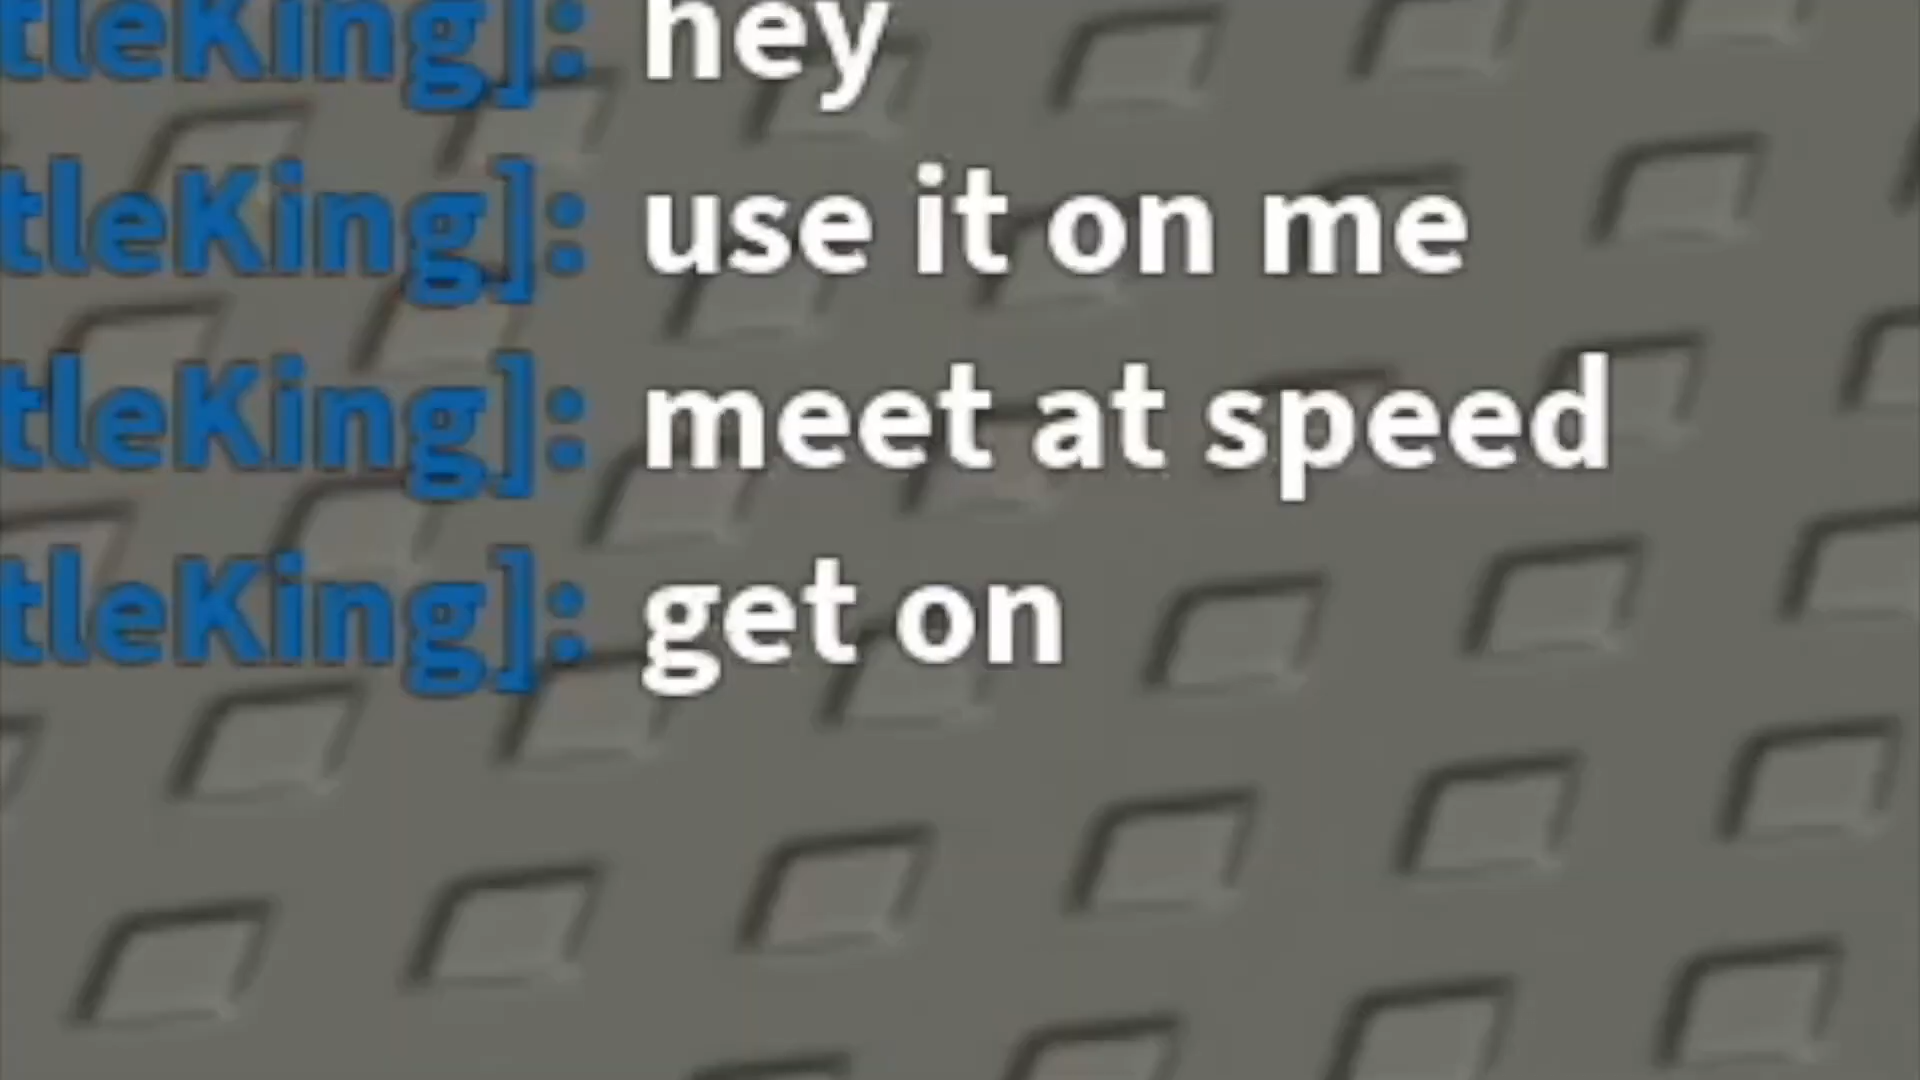 tleKing]: hey
tleKing]: use it on me
tleKing]: meet at speed
tleKing]: get on